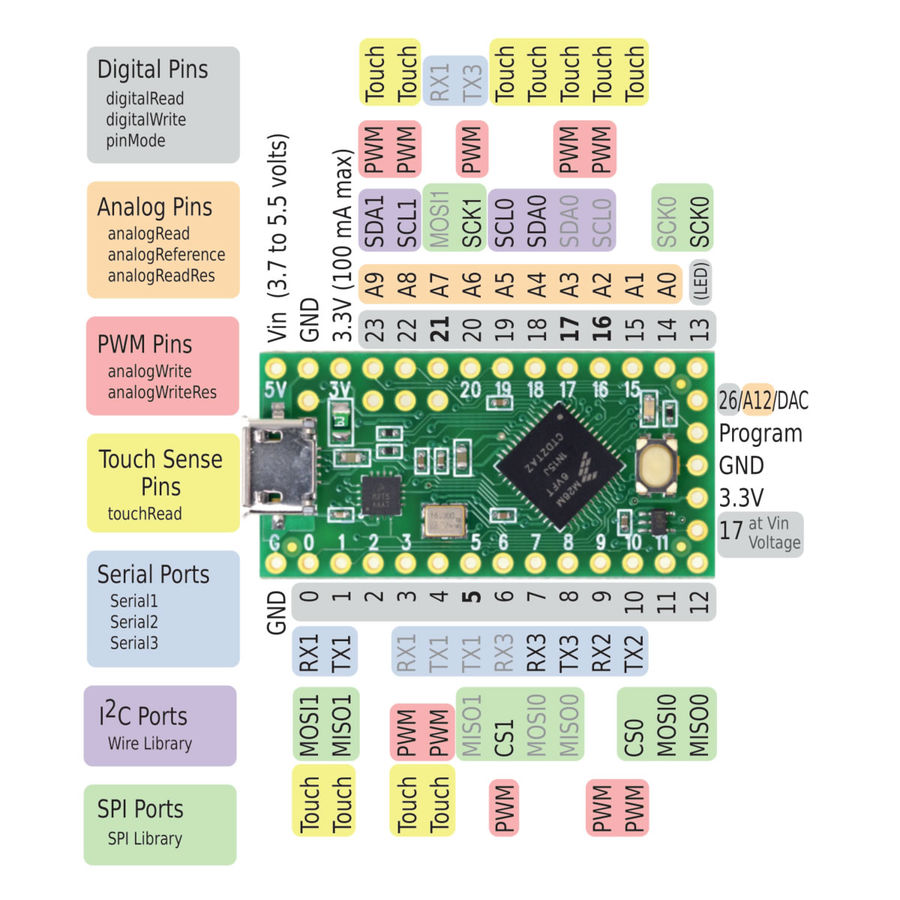 Digital Pins
digitalRead
digitalWrite
pinMode
Analog Pins
analogRead
analogReference
analogReadRes
PWM Pins
analogWrite
analogWriteRes
Touch Sense
Pins
touchRead
Serial Ports
Serial1
Serial2
Serial3
I2C Ports
Wire Library
SPI Ports
SPI Library
Touch Touch RX1 TX3 Touch Touch Touch Touch Touch
PWM PWM PWM PWM PWM
SDA1 SCL1 MOSI1 SCK1 SCL0 SDA0 SDA0 SCL0 SCK0 SCK0
A9 A8 A7 A6 A5 A4 A3 A2 A1 A0 (LED)
Vin (3.7 to 5.5 volts) GND 3.3V (100 mA max) 23 22 21 20 19 18 17 16 15 14 13
5V 3V 20 19 18 17 16 15
26/A12/DAC
Program
GND
3.3V
17 at Vin
Voltage
CTDZTAZ
1N15J
6VFT
M26M
G 0 1 2 3 5 6 7 8 9 10 11
GND 0 1 2 3 4 5 6 7 8 9 10 11 12
RX1 TX1 RX1 TX1 TX1 RX3 RX3 TX3 RX2 TX2
MOSI1 MISO1 PWM PWM MISO1 CS1 MOSI0 MISO0 CS0 MOSI0 MISO0
Touch Touch Touch Touch PWM PWM PWM